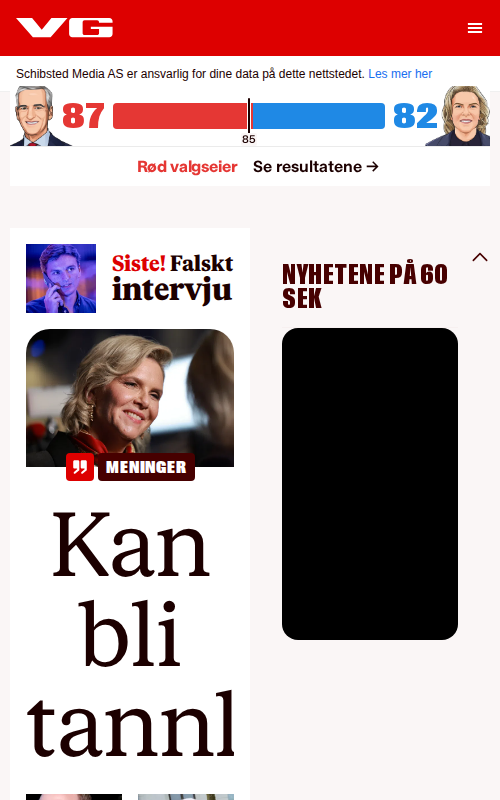 VG
Schibsted Media AS er ansvarlig for dine data på dette nettstedet. Les mer her
87
82
85
Rød valgseier Se resultatene →
Siste! Falskt
intervju
NYHETENE PÅ 60
SEK
MENINGER
Kan
bli
tannl